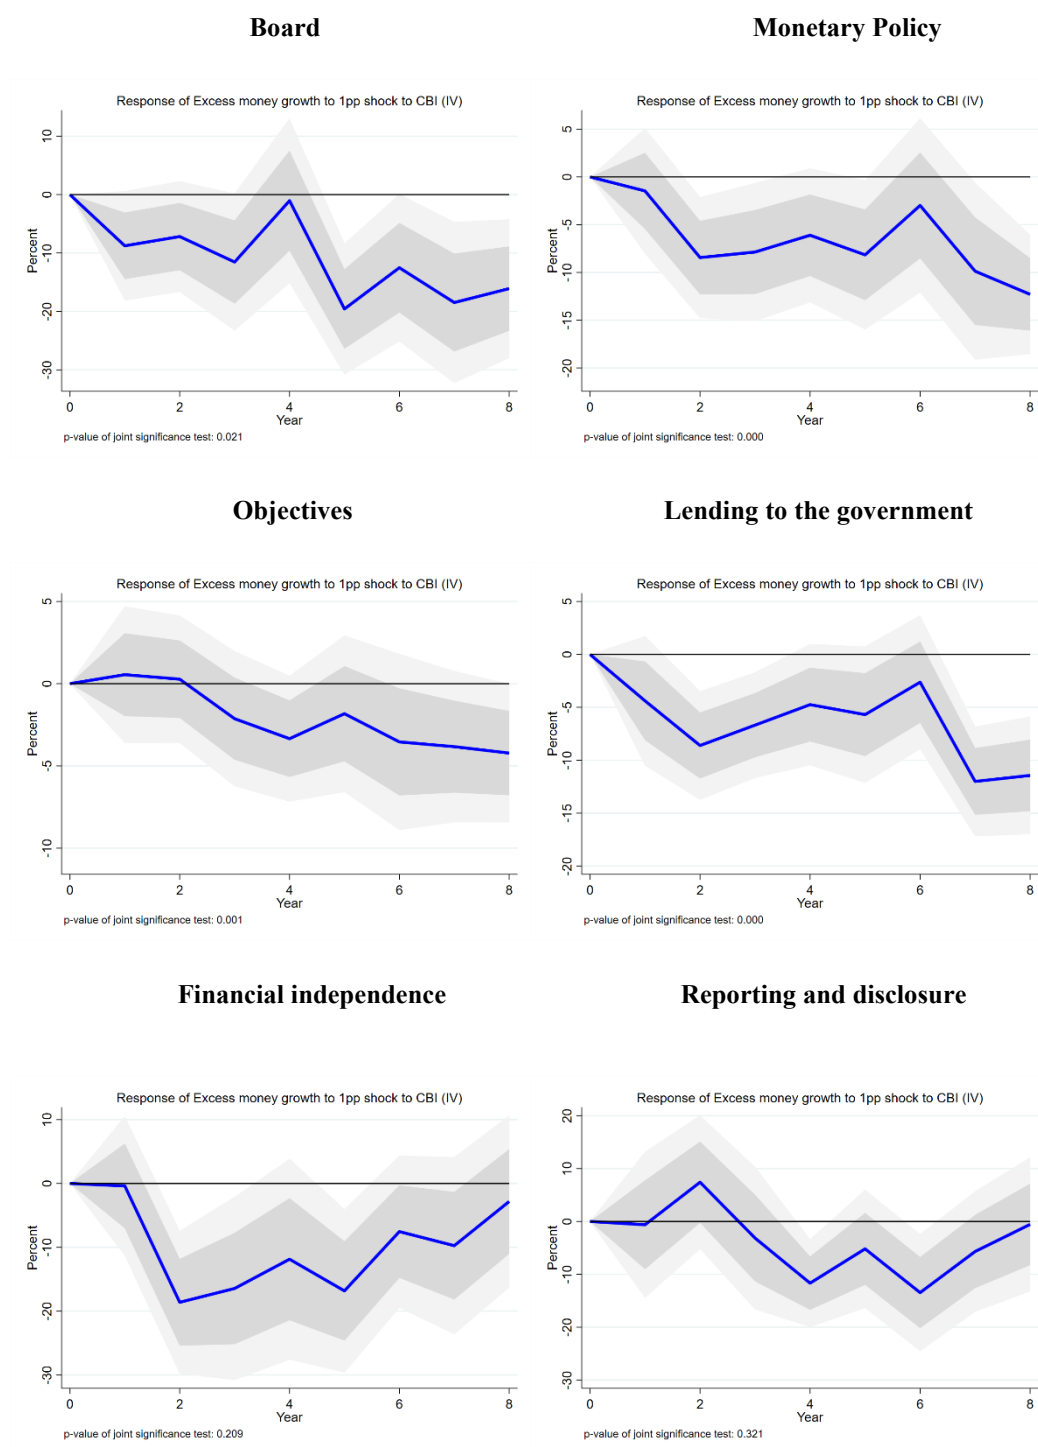 Board
Monetary Policy
Response of Excess money growth to 1pp shock to CBI (IV)
10
0
-10
-20
-30
Percent
0 2 4 6 8
Year
p-value of joint significance test: 0.021
Response of Excess money growth to 1pp shock to CBI (IV)
5
0
-5
-10
-15
-20
Percent
0 2 4 6 8
Year
p-value of joint significance test: 0.000
Objectives
Lending to the government
Response of Excess money growth to 1pp shock to CBI (IV)
5
0
-5
-10
Percent
0 2 4 6 8
Year
p-value of joint significance test: 0.001
Response of Excess money growth to 1pp shock to CBI (IV)
5
0
-5
-10
-15
-20
Percent
0 2 4 6 8
Year
p-value of joint significance test: 0.000
Financial independence
Reporting and disclosure
Response of Excess money growth to 1pp shock to CBI (IV)
10
0
-10
-20
-30
Percent
0 2 4 6 8
Year
p-value of joint significance test: 0.209
Response of Excess money growth to 1pp shock to CBI (IV)
20
10
0
-10
-20
-30
Percent
0 2 4 6 8
Year
p-value of joint significance test: 0.321